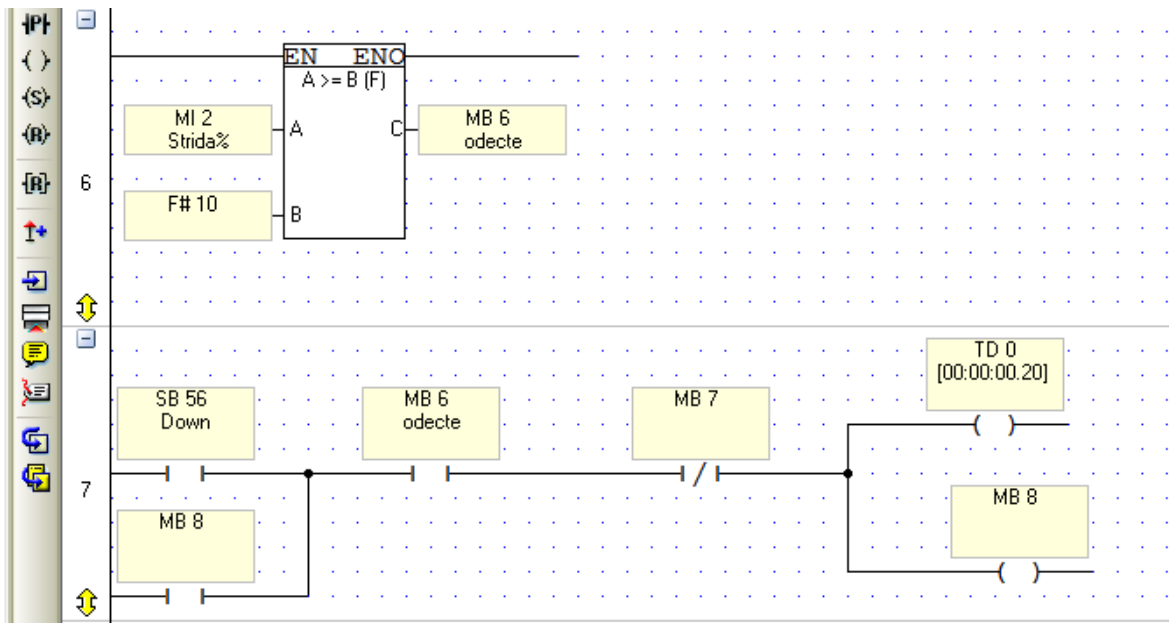 P
EN ENO
A >= B (F)
MI 2
Strida%
A
C
MB 6
odecte
(S)
(R)
[R]
6
F# 10
B
TD 0
[00:00:00.20]
SB 56
Down
MB 6
odecte
MB 7
7
MB 8
MB 8